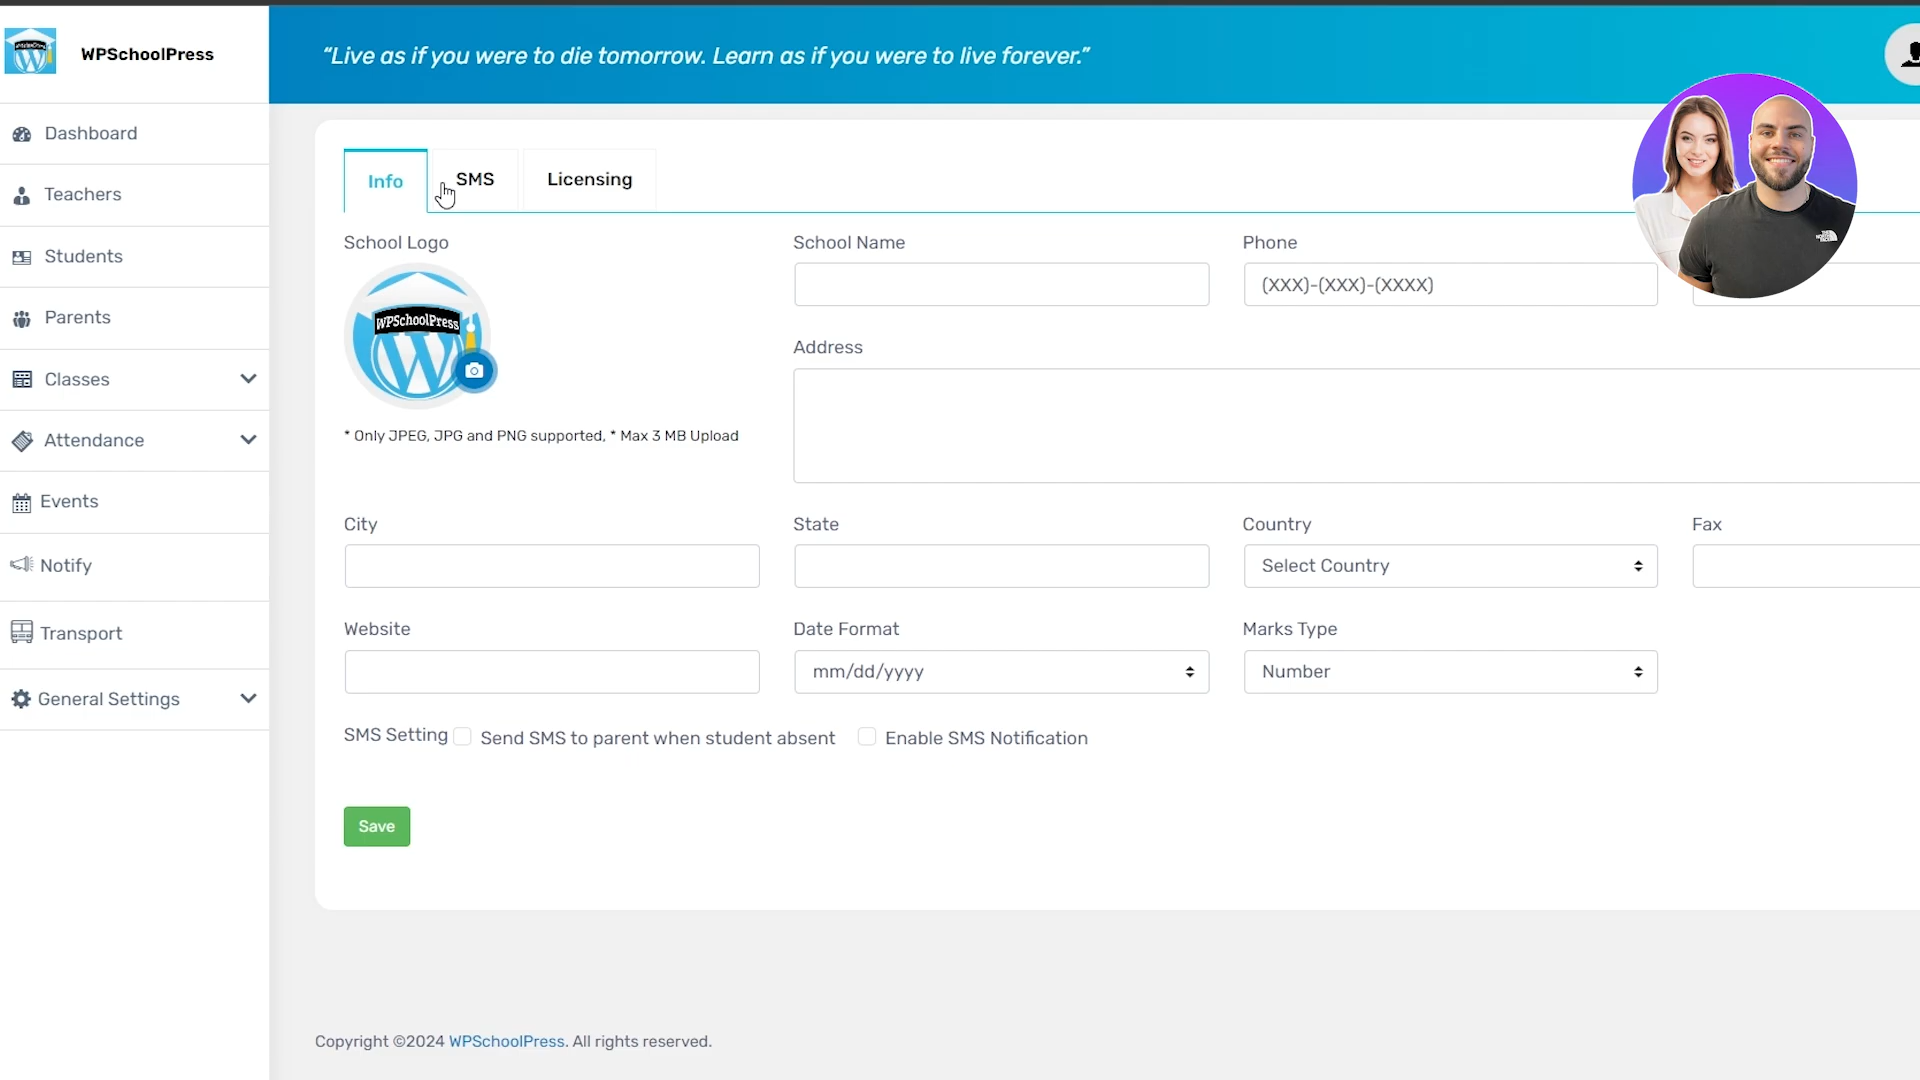 WPSchoolPress
“Live as if you were to die tomorrow. Learn as if you were to live forever.”
Dashboard
Teachers
Students
Parents
Classes
Attendance
Events
Notify
Transport
General Settings
Info
SMS
Licensing
School Logo
School Name
Phone
WPSchoolPress
(XXX)-(XXX)-(XXXX)
Address
* Only JPEG, JPG and PNG supported, * Max 3 MB Upload
City
State
Country
Fax
Select Country
Website
Date Format
Marks Type
mm/dd/yyyy
Number
SMS Setting
Send SMS to parent when student absent
Enable SMS Notification
Save
Copyright ©2024 WPSchoolPress. All rights reserved.